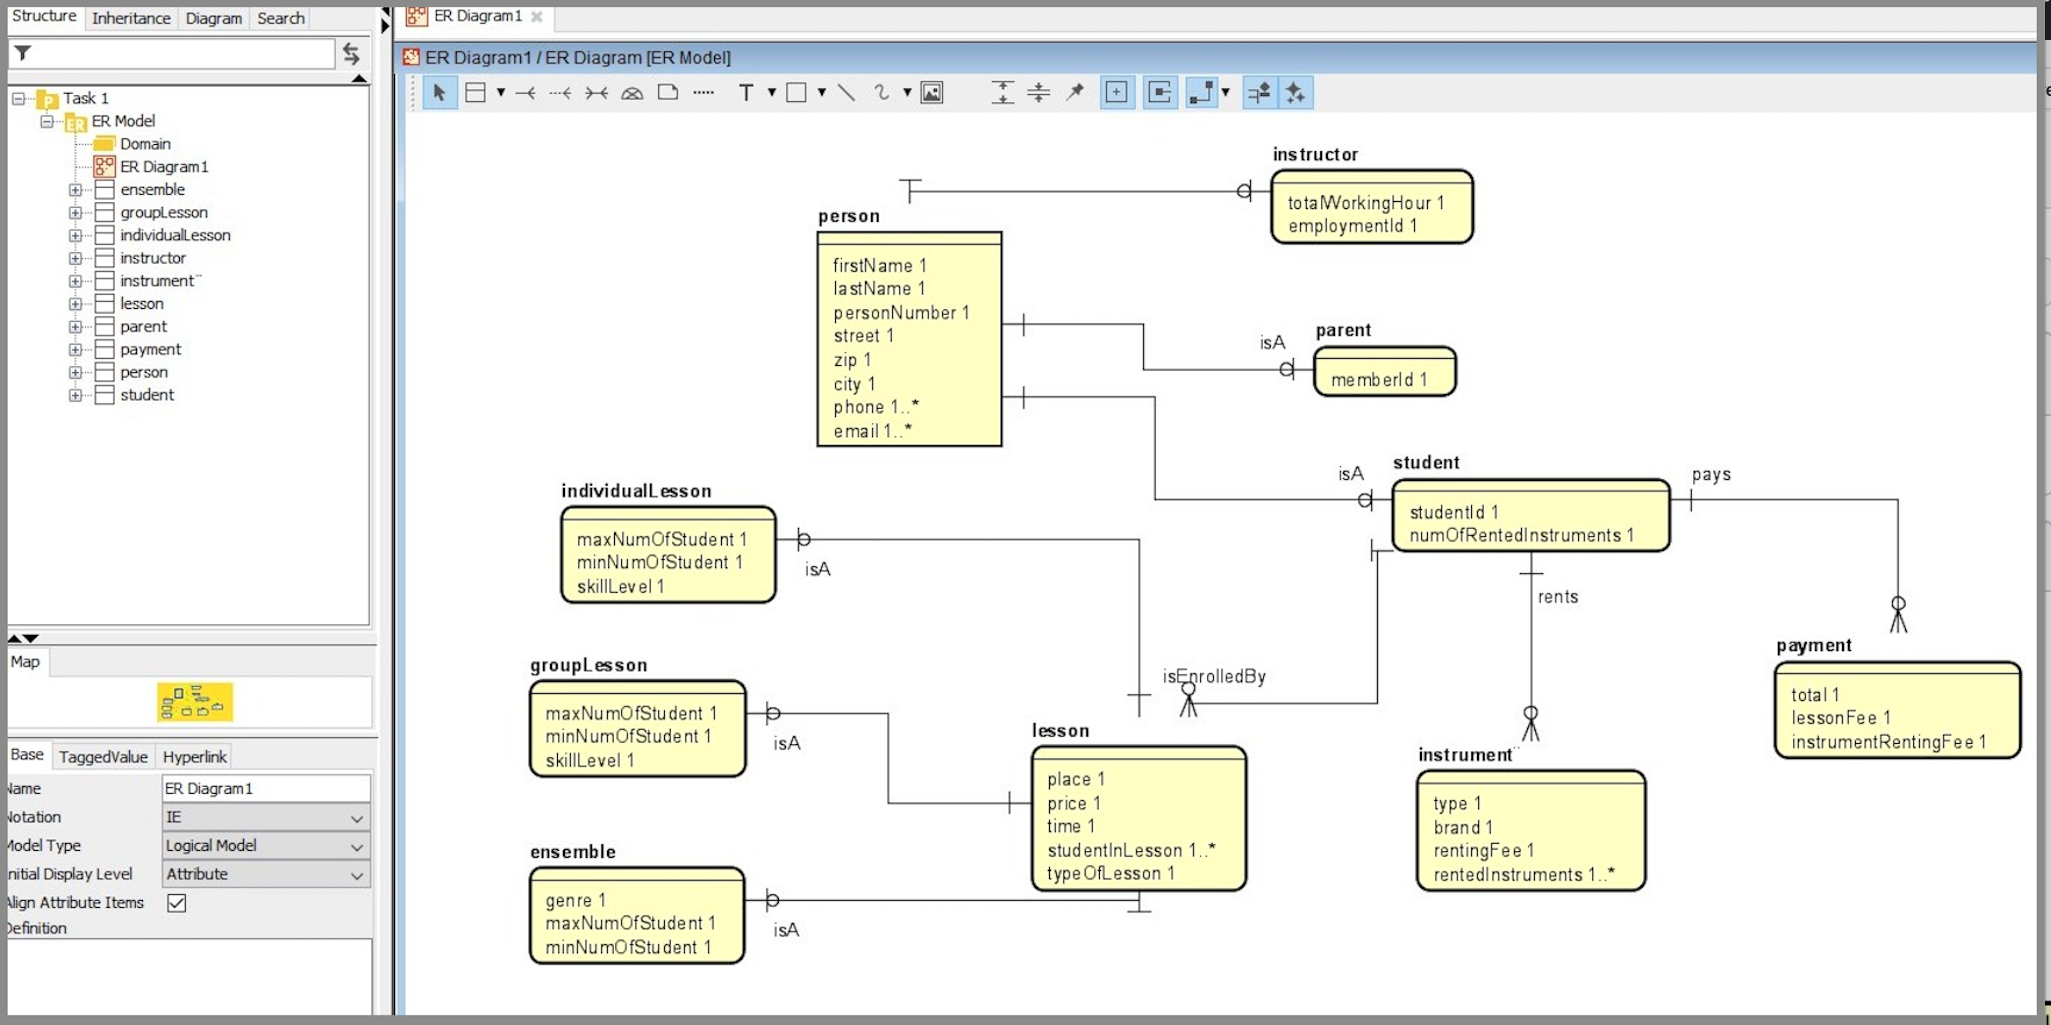 Structure Inheritance Diagram Search
ER Diagram1
ER Diagram1 / ER Diagram [ER Model]
T
Task 1
ER Model
Domain
ER Diagram1
ensemble
groupLesson
individualLesson
instructor
instrument¨
lesson
parent
payment
person
student
Map
Base TaggedValue Hyperlink
Name ER Diagram1
Notation IE
Model Type Logical Model
Initial Display Level Attribute
Align Attribute Items
Definition
instructor
totalWorkingHour 1
employmentId 1
person
firstName 1
lastName 1
personNumber 1
street 1
zip 1
city 1
phone 1..*
email 1..*
isA
parent
memberId 1
isA
student
studentId 1
numOfRentedInstruments 1
pays
rents
individualLesson
maxNumOfStudent 1
minNumOfStudent 1
skillLevel 1
isA
groupLesson
maxNumOfStudent 1
minNumOfStudent 1
skillLevel 1
isA
isEnrolledBy
lesson
place 1
price 1
time 1
studentInLesson 1..*
typeOfLesson 1
ensemble
genre 1
maxNumOfStudent 1
minNumOfStudent 1
isA
instrument¨
type 1
brand 1
rentingFee 1
rentedInstruments 1..*
payment
total 1
lessonFee 1
instrumentRentingFee 1